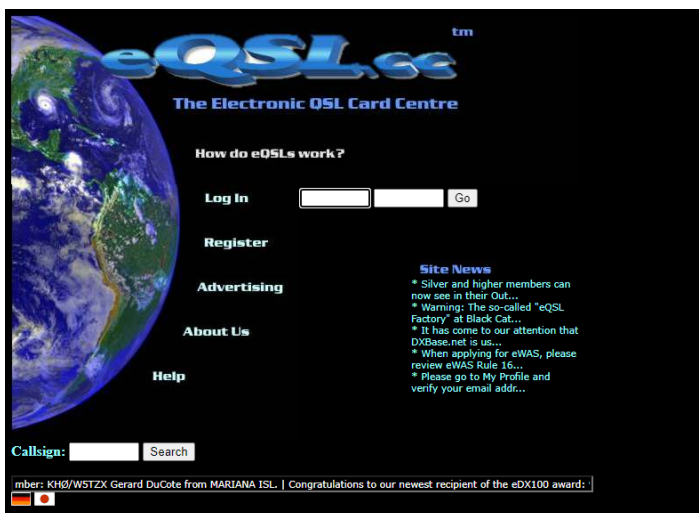 eQSL.cc tm
The Electronic QSL Card Centre
How do eQSLs work?
Log In
Go
Register
Advertising
About Us
Help
Site News
* Silver and higher members can
now see in their Out...
* Warning: The so-called "eQSL
Factory" at Black Cat...
* It has come to our attention that
DXBase.net is us...
* When applying for eWAS, please
review eWAS Rule 16...
* Please go to My Profile and
verify your email addr...
Callsign:
Search
mber: KHØ/W5TZX Gerard DuCote from MARIANA ISL. | Congratulations to our newest recipient of the eDX100 award: